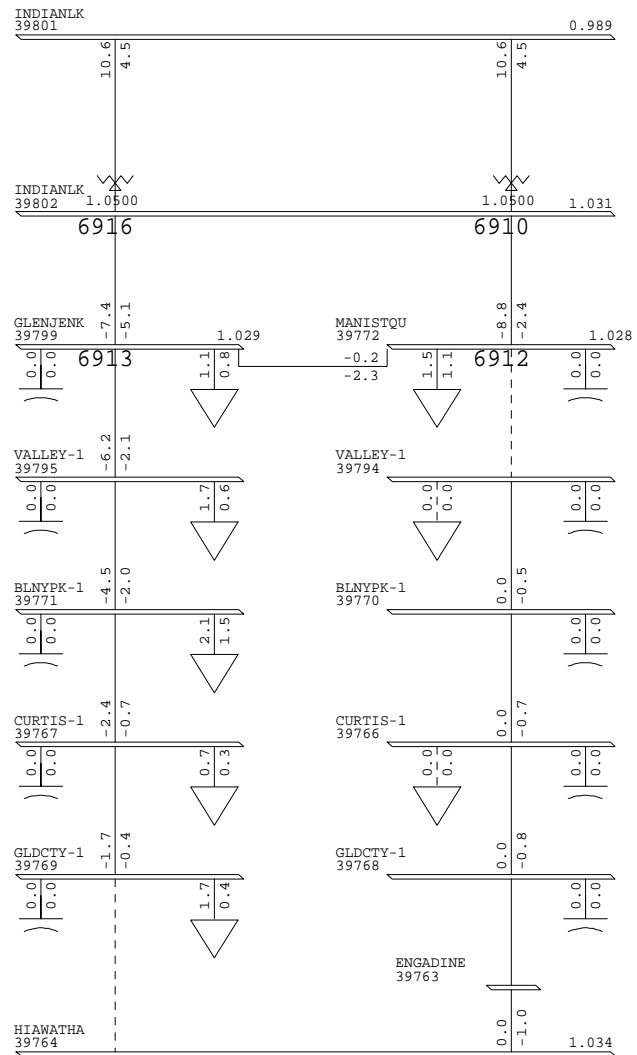 INDIANLK
39801 0.989
10.6 4.5 10.6 4.5
INDIANLK
39802 1.0500 1.0500 1.031
6916 6910
-7.4 -5.1 -8.8 -2.4
GLENJENK MANISTQU
39799 1.029 39772 1.028
6913 6912
0.0 0.0 1.1 0.8 -0.2 1.5 1.1 0.0 0.0
-2.3
-6.2 -2.1
VALLEY-1 VALLEY-1
39795 39794
0.0 0.0 1.7 0.6 0.0 0.0 0.0 0.0
-4.5 -2.0 0.0 -0.5
BLNYPK-1 BLNYPK-1
39771 39770
0.0 0.0 2.1 1.5 0.0 0.0
-2.4 -0.7 0.0 -0.7
CURTIS-1 CURTIS-1
39767 39766
0.0 0.0 0.7 0.3 0.0 0.0 0.0 0.0
-1.7 -0.4 0.0 -0.8
GLDCTY-1 GLDCTY-1
39769 39768
0.0 0.0 1.7 0.4 0.0 0.0
ENGADINE
39763
0.0 -1.0
HIAWATHA
39764 1.034